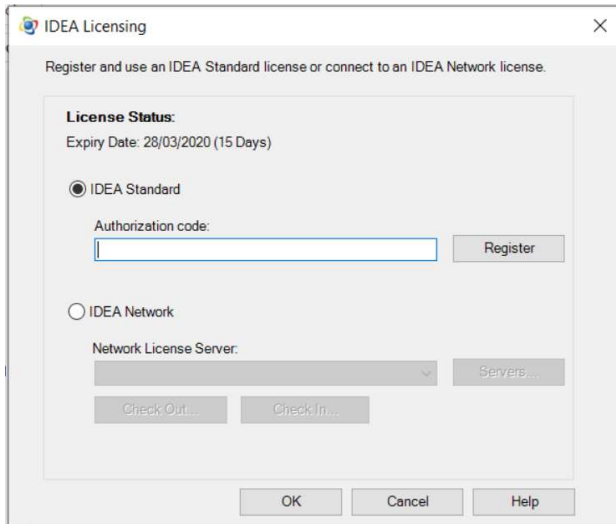 IDEA Licensing
Register and use an IDEA Standard license or connect to an IDEA Network license.
License Status:
Expiry Date: 28/03/2020 (15 Days)
IDEA Standard
Authorization code:
Register
IDEA Network
Network License Server:
Servers...
Check Out...
Check In...
OK
Cancel
Help